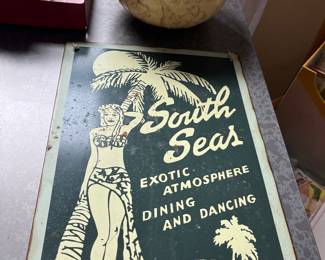 South
Seas
EXOTIC
ATMOSPHERE
DINING
AND DANCING